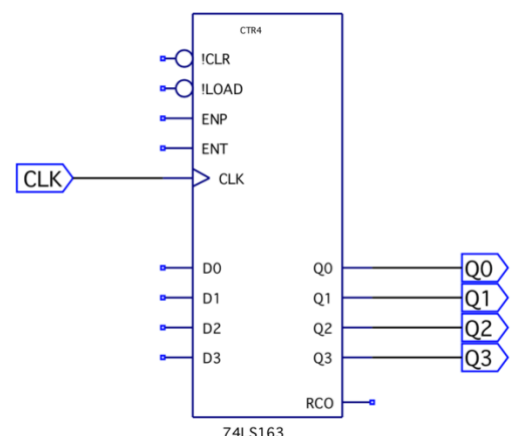 CTR4
!CLR
!LOAD
ENP
ENT
CLK CLK
D0 Q0 Q0
D1 Q1 Q1
D2 Q2 Q2
D3 Q3 Q3
RCO
74LS163